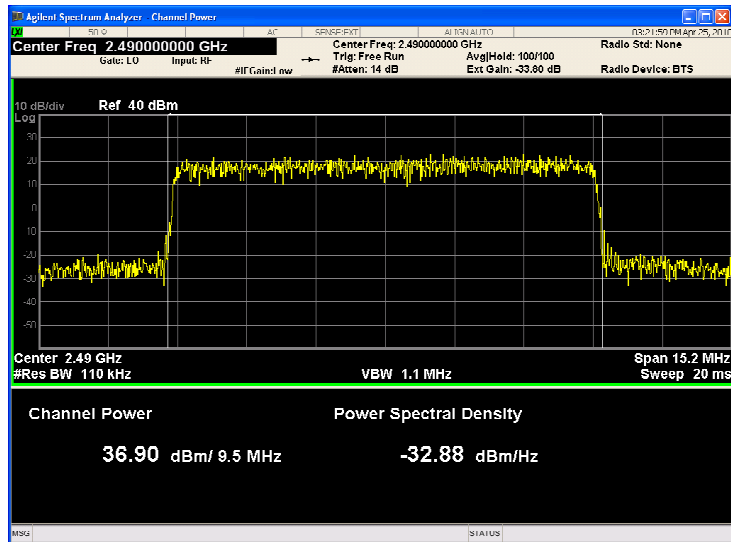 Agilent Spectrum Analyzer - Channel Power
50 Ω AC SENSE:EXT ALIGN AUTO 03:21:59 PM Apr 25, 2010
Center Freq 2.490000000 GHz Center Freq: 2.490000000 GHz Radio Std: None
Gate: LO Input: RF Trig: Free Run Avg|Hold: 100/100
#IFGain:Low #Atten: 14 dB Ext Gain: -33.80 dB Radio Device: BTS
10 dB/div Ref 40 dBm
Log
30
20
10
0
-10
-20
-30
-40
-50
Center 2.49 GHz Span 15.2 MHz
#Res BW 110 kHz VBW 1.1 MHz Sweep 20 ms
Channel Power Power Spectral Density
36.90 dBm/ 9.5 MHz -32.88 dBm/Hz
MSG STATUS